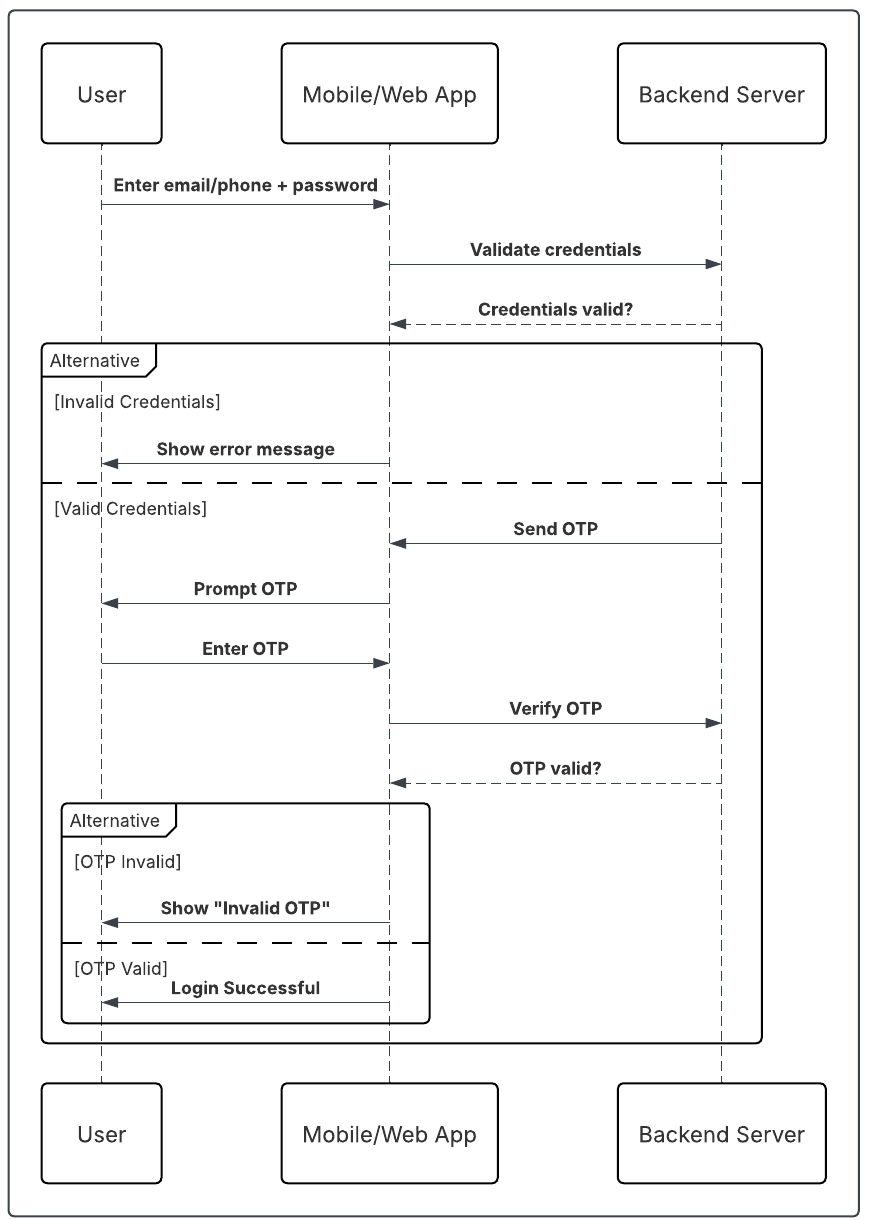 User
Mobile/Web App
Backend Server
Enter email/phone + password
Validate credentials
Credentials valid?
Alternative
[Invalid Credentials]
Show error message
[Valid Credentials]
Send OTP
Prompt OTP
Enter OTP
Verify OTP
OTP valid?
Alternative
[OTP Invalid]
Show "Invalid OTP"
[OTP Valid]
Login Successful
User
Mobile/Web App
Backend Server